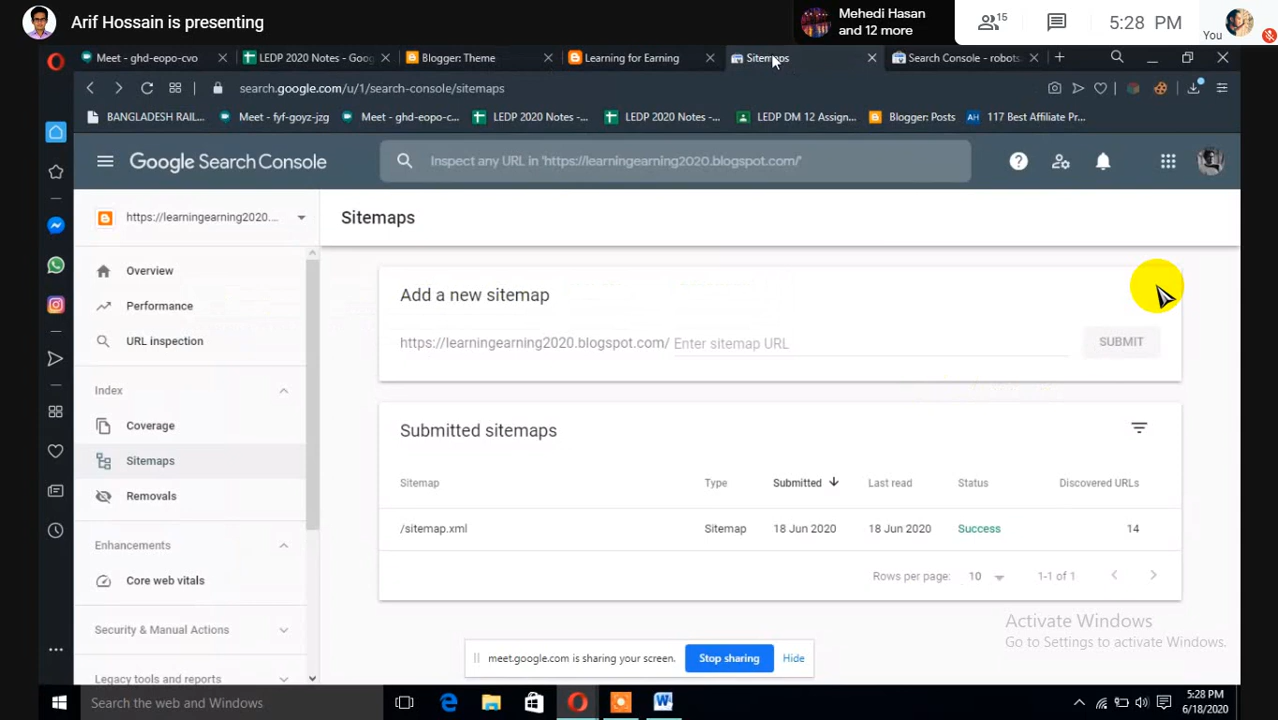 Arif Hossain is presenting
Mehedi Hasan
and 12 more
15
5:28 PM
You
Meet - ghd-eopo-cvo
LEDP 2020 Notes - Goog
Blogger: Theme
Learning for Earning
Sitemaps
Search Console - robots.
search.google.com/u/1/search-console/sitemaps
BANGLADESH RAIL...
Meet - fyf-goyz-jzg
Meet - ghd-eopo-c...
LEDP 2020 Notes -...
LEDP 2020 Notes -...
LEDP DM 12 Assign...
Blogger: Posts
AH
117 Best Affiliate Pr...
Google Search Console
Inspect any URL in 'https://learningearning2020.blogspot.com/'
https://learningearning2020....
Sitemaps
Overview
Performance
URL inspection
Index
Coverage
Sitemaps
Removals
Enhancements
Core web vitals
Security & Manual Actions
Legacy tools and reports
Add a new sitemap
https://learningearning2020.blogspot.com/ Enter sitemap URL
SUBMIT
Submitted sitemaps
Sitemap Type Submitted Last read Status Discovered URLs
/sitemap.xml Sitemap 18 Jun 2020 18 Jun 2020 Success 14
Rows per page: 10 1-1 of 1
Activate Windows
Go to Settings to activate Windows.
meet.google.com is sharing your screen.
Stop sharing
Hide
Search the web and Windows
5:28 PM
6/18/2020